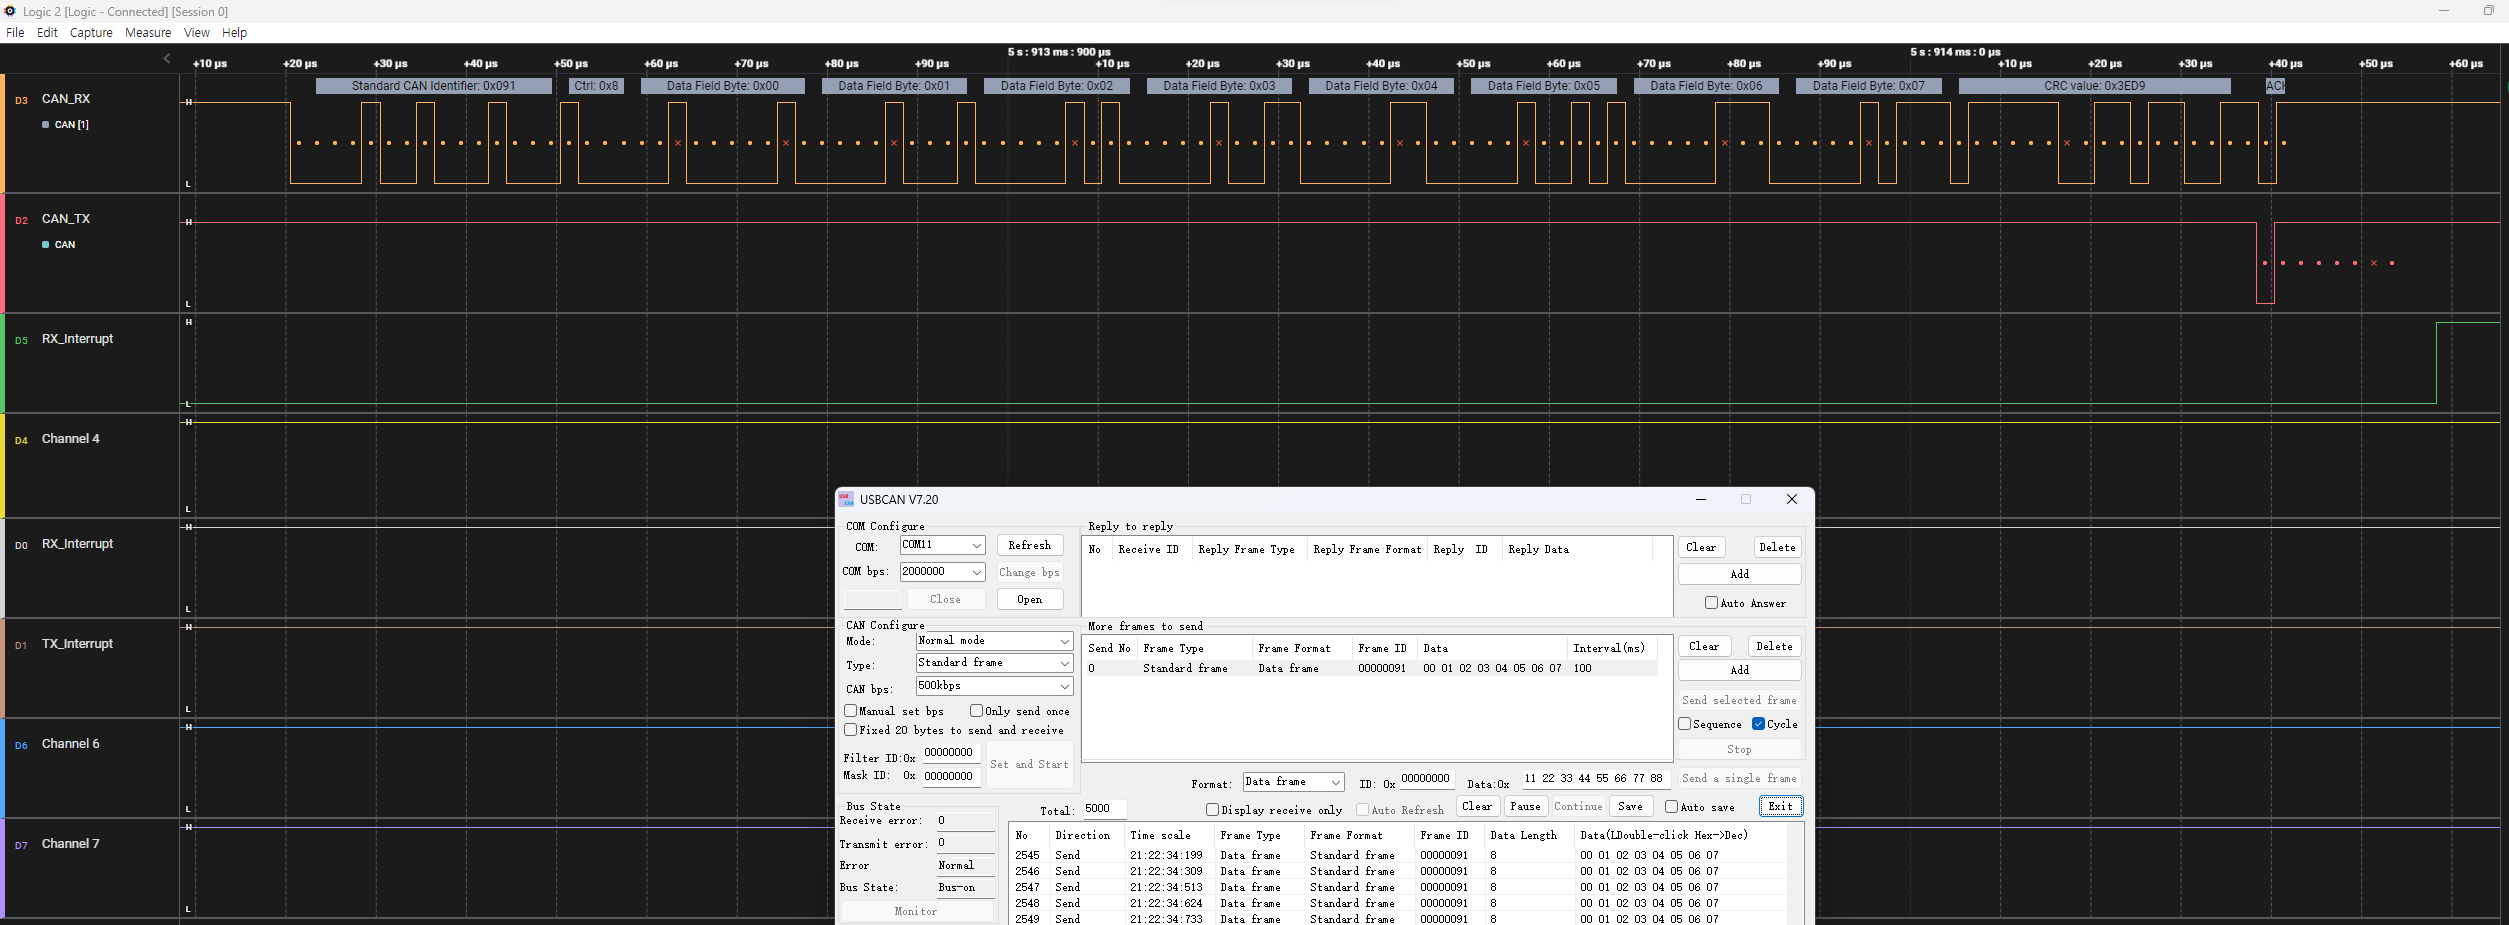 Logic 2 [Logic - Connected] [Session 0]
File Edit Capture Measure View Help
5 s : 913 ms : 900 µs 5 s : 914 ms : 0 µs
+10 µs +20 µs +30 µs +40 µs +50 µs +60 µs +70 µs +80 µs +90 µs +10 µs +20 µs +30 µs +40 µs +50 µs +60 µs +70 µs +80 µs +90 µs +10 µs +20 µs +30 µs +40 µs +50 µs +60 µs
Standard CAN Identifier: 0x091 Ctrl: 0x8 Data Field Byte: 0x00 Data Field Byte: 0x01 Data Field Byte: 0x02 Data Field Byte: 0x03 Data Field Byte: 0x04 Data Field Byte: 0x05 Data Field Byte: 0x06 Data Field Byte: 0x07 CRC value: 0x3ED9 ACK
D3 CAN_RX H
CAN [1]
L
D2 CAN_TX H
CAN
L
H
D5 RX_Interrupt
L
H
D4 Channel 4
L
H
D0 RX_Interrupt
L
H
D1 TX_Interrupt
L
H
D6 Channel 6
L
H
D7 Channel 7
L
USBCAN V7.20
COM Configure
COM: COM11 Refresh
COM bps: 2000000 Change bps
Close Open
Reply to reply
No Receive ID Reply Frame Type Reply Frame Format Reply ID Reply Data
Clear Delete
Add
Auto Answer
CAN Configure
Mode: Normal mode
Type: Standard frame
CAN bps: 500kbps
Manual set bps Only send once
Fixed 20 bytes to send and receive
Filter ID:0x 00000000
Mask ID: 0x 00000000
Set and Start
More frames to send
Send No Frame Type Frame Format Frame ID Data Interval(ms)
0 Standard frame Data frame 00000091 00 01 02 03 04 05 06 07 100
Clear Delete
Add
Send selected frame
Sequence Cycle
Stop
Format: Data frame ID: 0x 00000000 Data:0x 11 22 33 44 55 66 77 88 Send a single frame
Total: 5000 Display receive only Auto Refresh Clear Pause Continue Save Auto save Exit
Bus State
Receive error: 0
Transmit error: 0
Error Normal
Bus State: Bus-on
Monitor
No Direction Time scale Frame Type Frame Format Frame ID Data Length Data(LDouble-click Hex->Dec)
2545 Send 21:22:34:199 Data frame Standard frame 00000091 8 00 01 02 03 04 05 06 07
2546 Send 21:22:34:309 Data frame Standard frame 00000091 8 00 01 02 03 04 05 06 07
2547 Send 21:22:34:513 Data frame Standard frame 00000091 8 00 01 02 03 04 05 06 07
2548 Send 21:22:34:624 Data frame Standard frame 00000091 8 00 01 02 03 04 05 06 07
2549 Send 21:22:34:733 Data frame Standard frame 00000091 8 00 01 02 03 04 05 06 07